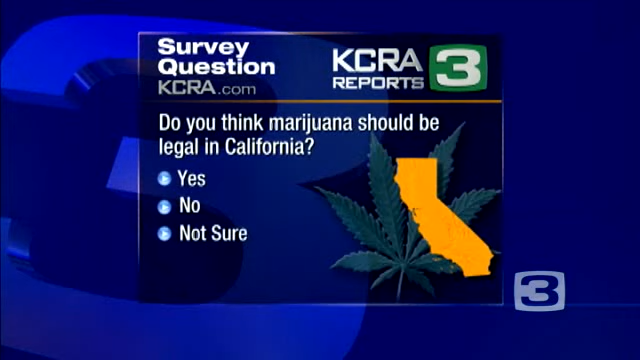 Survey
Question
KCRA.com
KCRA 3
REPORTS
Do you think marijuana should be
legal in California?
Yes
No
Not Sure
3